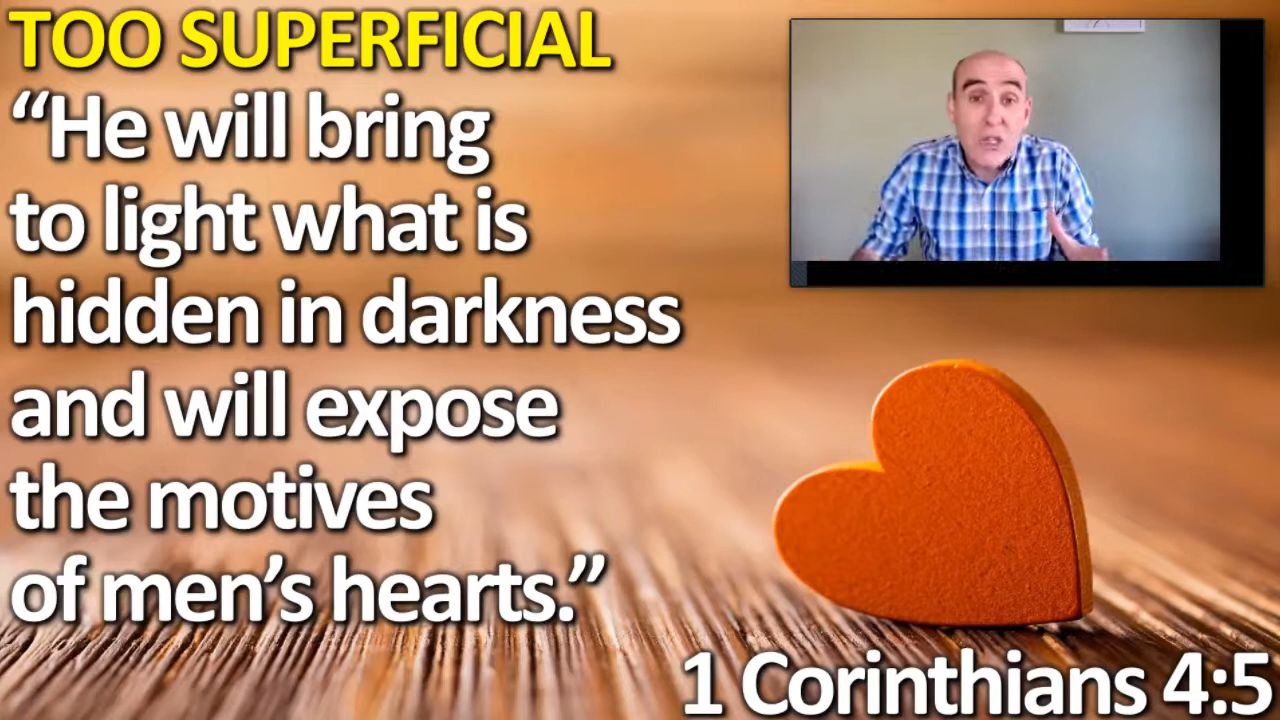 TOO SUPERFICIAL
“He will bring
to light what is
hidden in darkness
and will expose
the motives
of men’s hearts.”
1 Corinthians 4:5